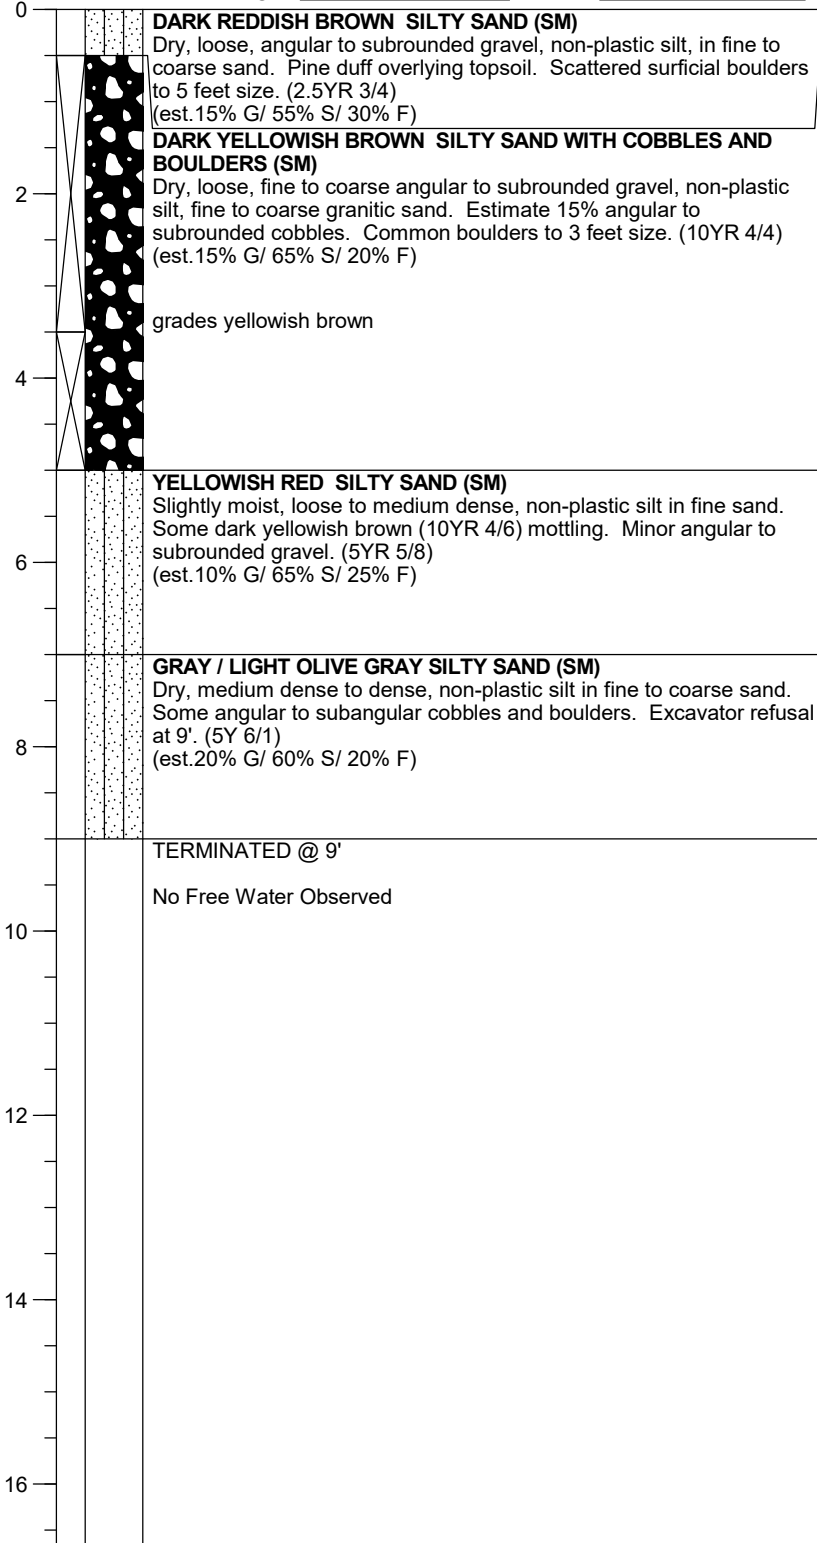 0
DARK REDDISH BROWN SILTY SAND (SM)
Dry, loose, angular to subrounded gravel, non-plastic silt, in fine to
coarse sand. Pine duff overlying topsoil. Scattered surficial boulders
to 5 feet size. (2.5YR 3/4)
(est.15% G/ 55% S/ 30% F)
DARK YELLOWISH BROWN SILTY SAND WITH COBBLES AND
BOULDERS (SM)
2
Dry, loose, fine to coarse angular to subrounded gravel, non-plastic
silt, fine to coarse granitic sand. Estimate 15% angular to
subrounded cobbles. Common boulders to 3 feet size. (10YR 4/4)
(est.15% G/ 65% S/ 20% F)
grades yellowish brown
4
YELLOWISH RED SILTY SAND (SM)
Slightly moist, loose to medium dense, non-plastic silt in fine sand.
Some dark yellowish brown (10YR 4/6) mottling. Minor angular to
subrounded gravel. (5YR 5/8)
6
(est.10% G/ 65% S/ 25% F)
GRAY / LIGHT OLIVE GRAY SILTY SAND (SM)
Dry, medium dense to dense, non-plastic silt in fine to coarse sand.
Some angular to subangular cobbles and boulders. Excavator refusal
at 9'. (5Y 6/1)
8
(est.20% G/ 60% S/ 20% F)
TERMINATED @ 9'
No Free Water Observed
10
12
14
16